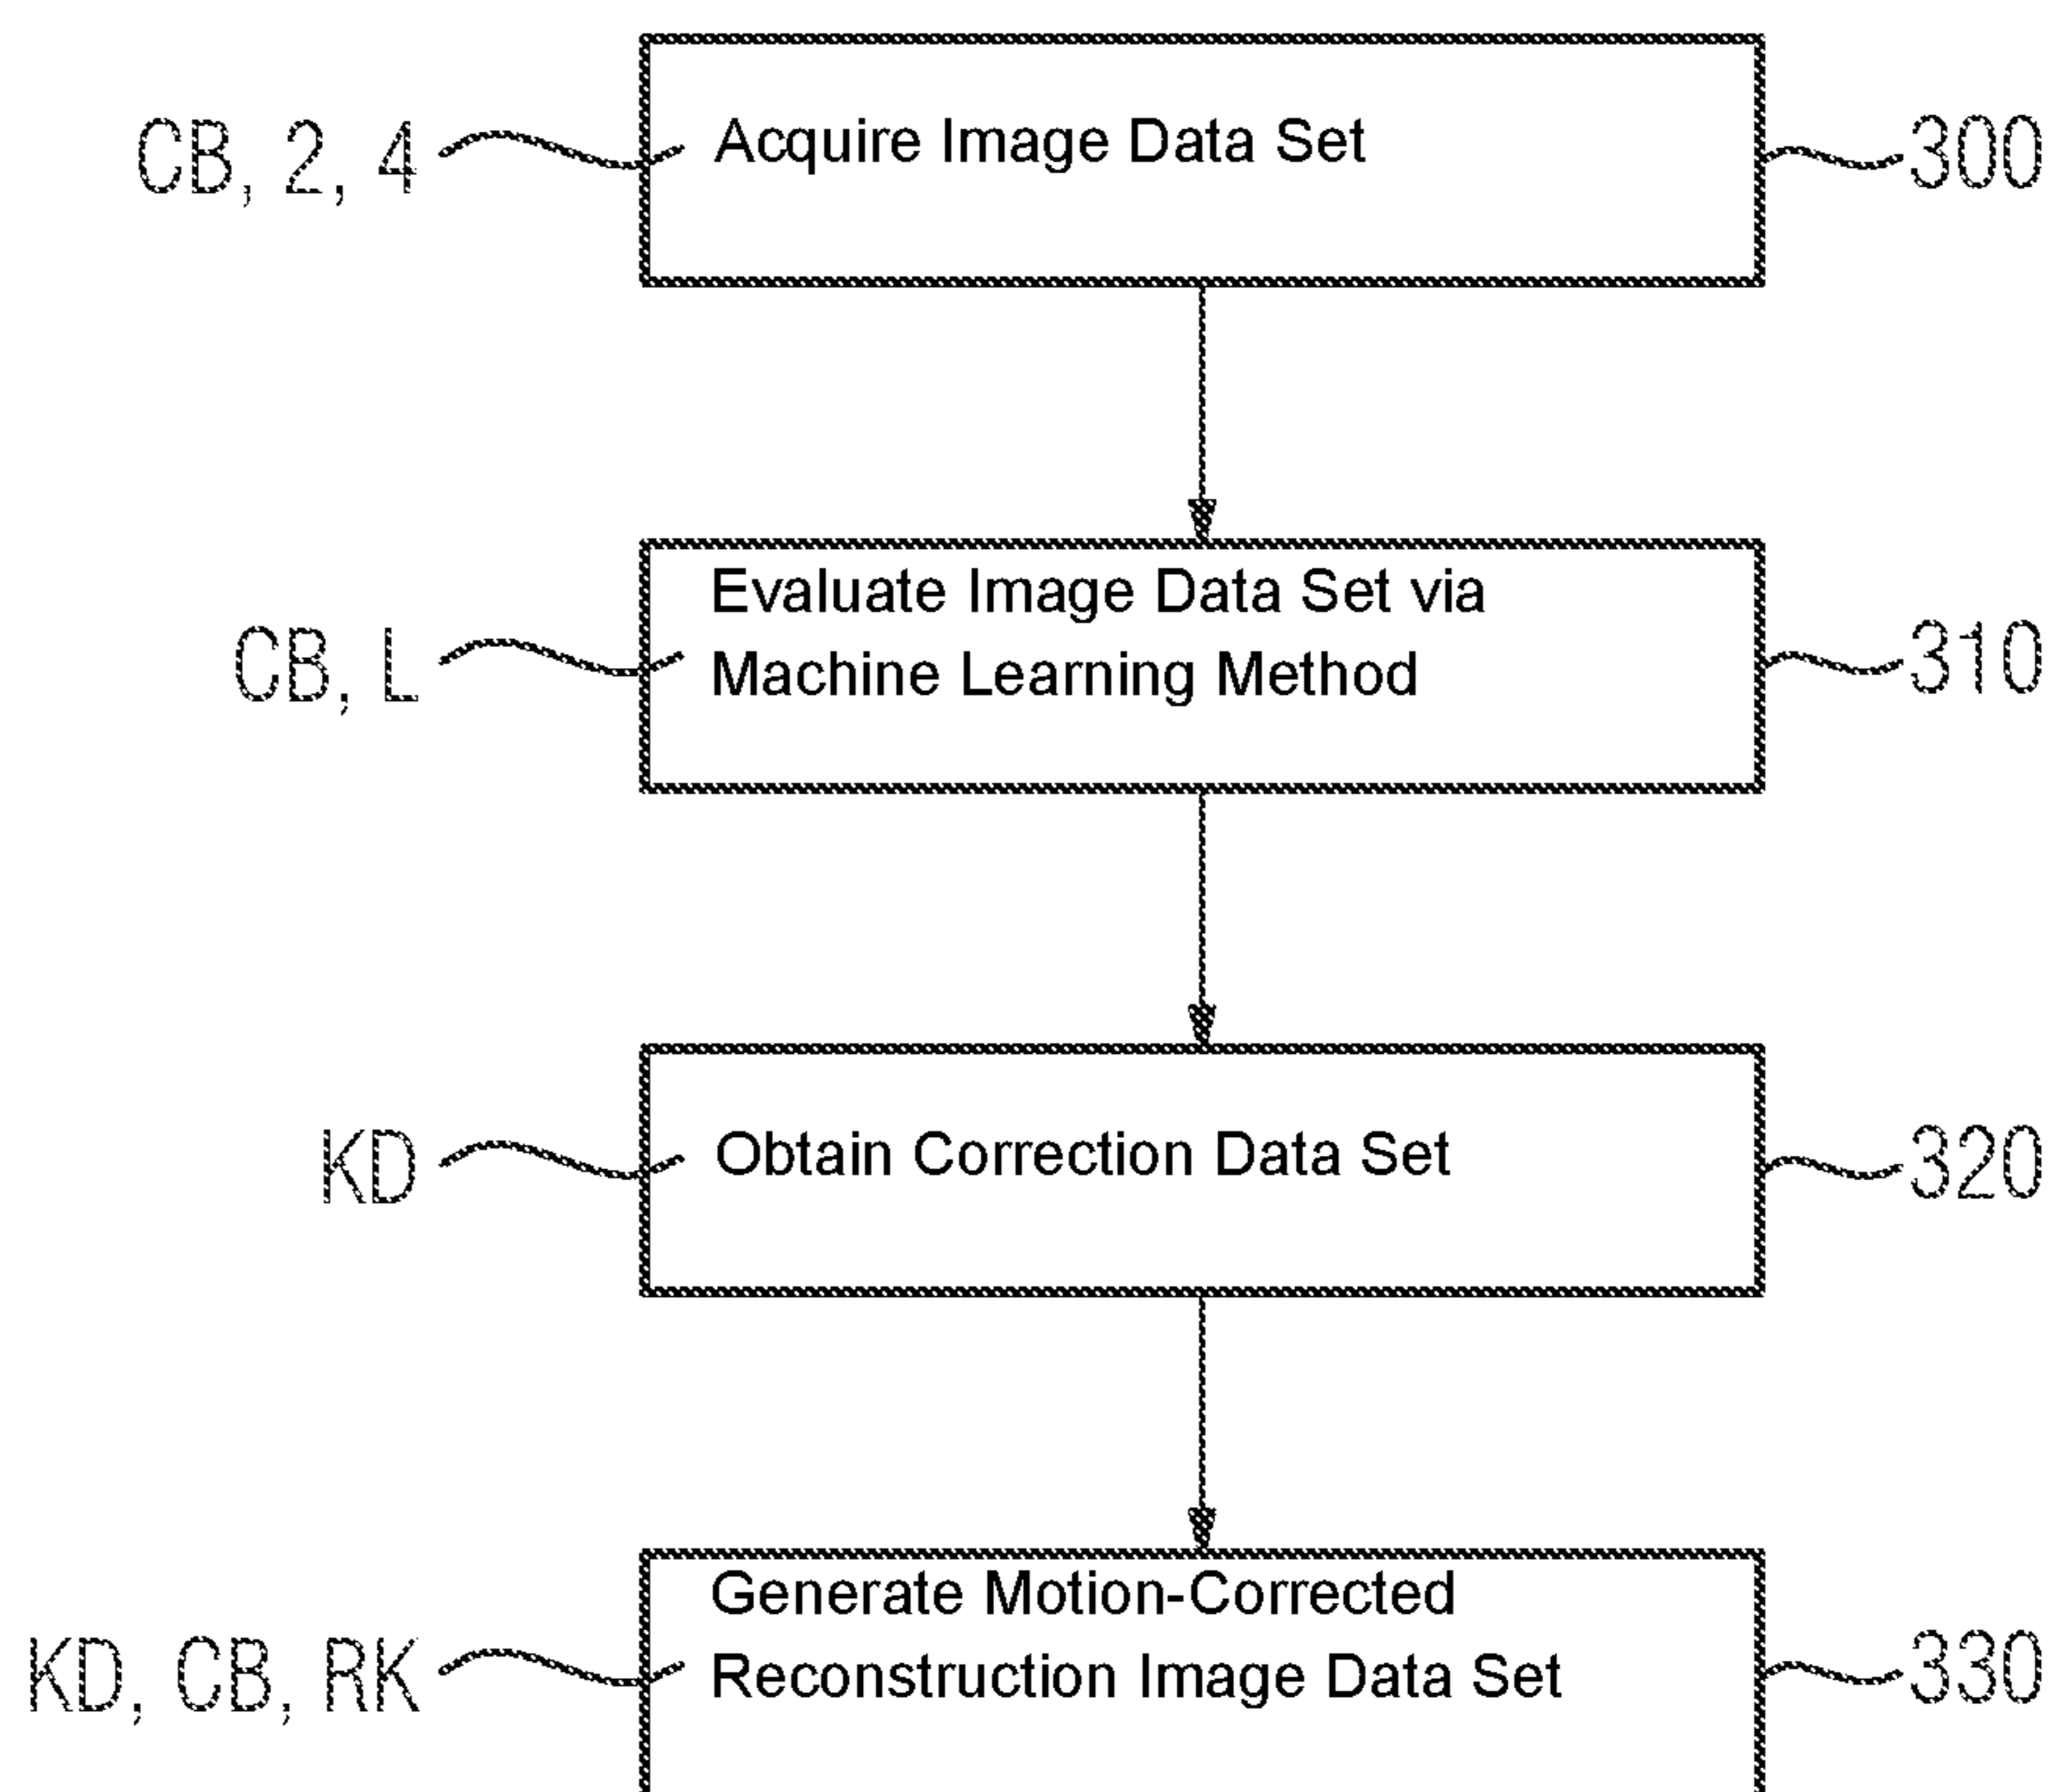 CB, 2, 4
Acquire Image Data Set
300
CB, L
Evaluate Image Data Set via
Machine Learning Method
310
KD
Obtain Correction Data Set
320
KD, CB, RK
Generate Motion-Corrected
Reconstruction Image Data Set
330